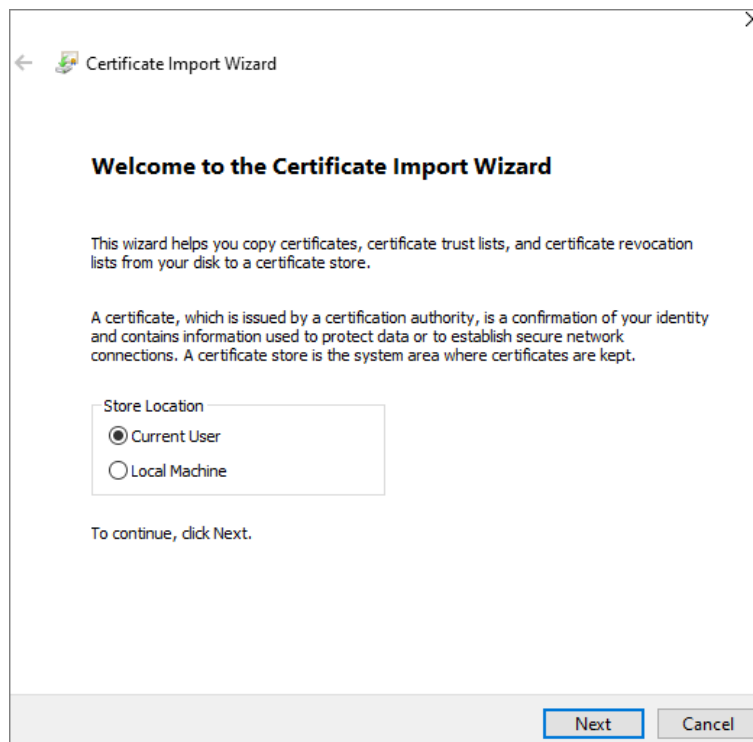 Certificate Import Wizard
Welcome to the Certificate Import Wizard
This wizard helps you copy certificates, certificate trust lists, and certificate revocation
lists from your disk to a certificate store.
A certificate, which is issued by a certification authority, is a confirmation of your identity
and contains information used to protect data or to establish secure network
connections. A certificate store is the system area where certificates are kept.
Store Location
Current User
Local Machine
To continue, click Next.
Next
Cancel